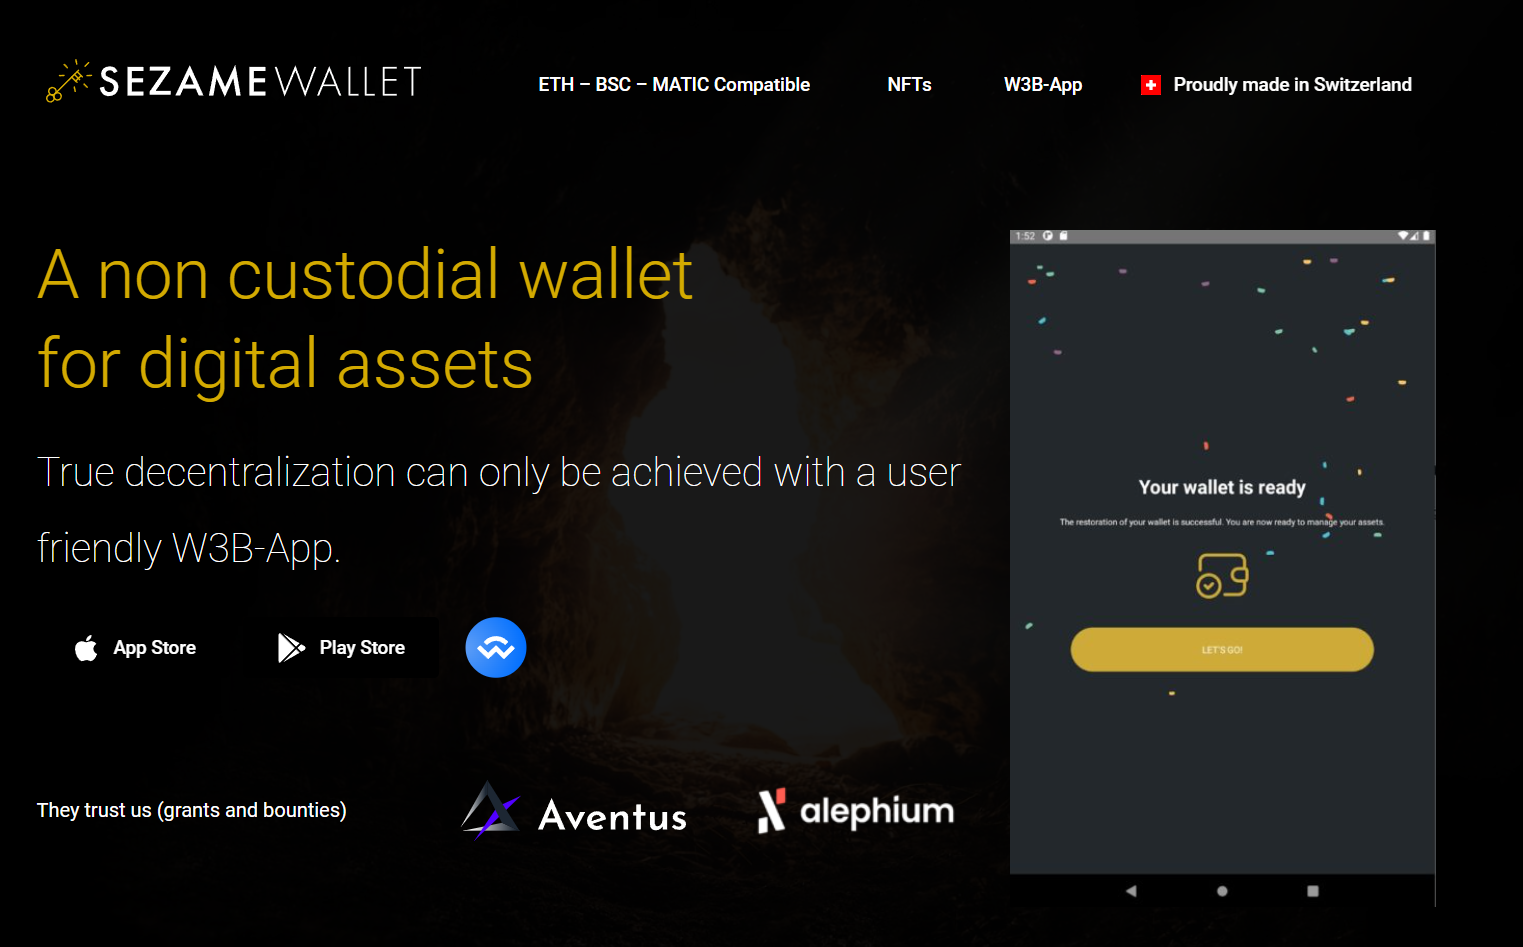 SEZAMEWALLET
ETH – BSC – MATIC Compatible
NFTs
W3B-App
Proudly made in Switzerland
A non custodial wallet
for digital assets
True decentralization can only be achieved with a user
friendly W3B-App.
App Store
Play Store
They trust us (grants and bounties)
Aventus
alephium
1:52
Your wallet is ready
The restoration of your wallet is successful. You are now ready to manage your assets.
LET'S GO!